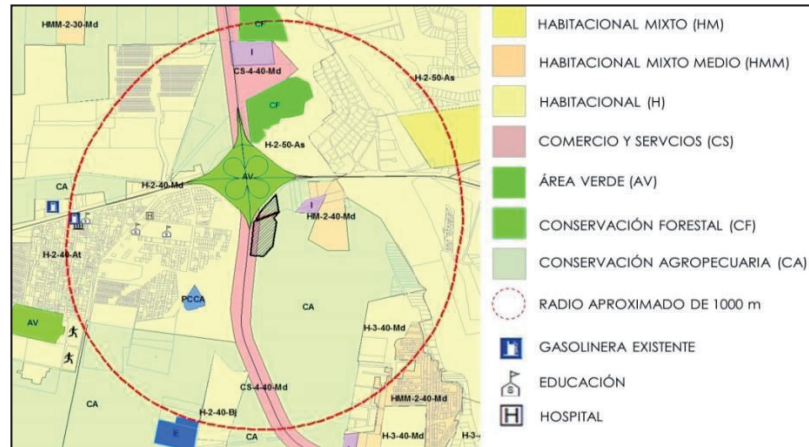 HMM-2-30-Md
CF
I
CS-4-40-Md
H-2-50-As
CF
H-2-50-As
AV
CA
H-2-40-Md
I
HM-2-40-Md
H
S
S
S
H-2-40-At
PCCA
CA
AV
H-3-40-Md
CS-4-40-Md
CA
H-2-40-Bj
HMM-2-40-Md
E
CA
I
H-3-40-Md
H-3-4
HABITACIONAL MIXTO (HM)
HABITACIONAL MIXTO MEDIO (HMM)
HABITACIONAL (H)
COMERCIO Y SERVCIOS (CS)
ÁREA VERDE (AV)
CONSERVACIÓN FORESTAL (CF)
CONSERVACIÓN AGROPECUARIA (CA)
RADIO APROXIMADO DE 1000 m
GASOLINERA EXISTENTE
S
EDUCACIÓN
H
HOSPITAL